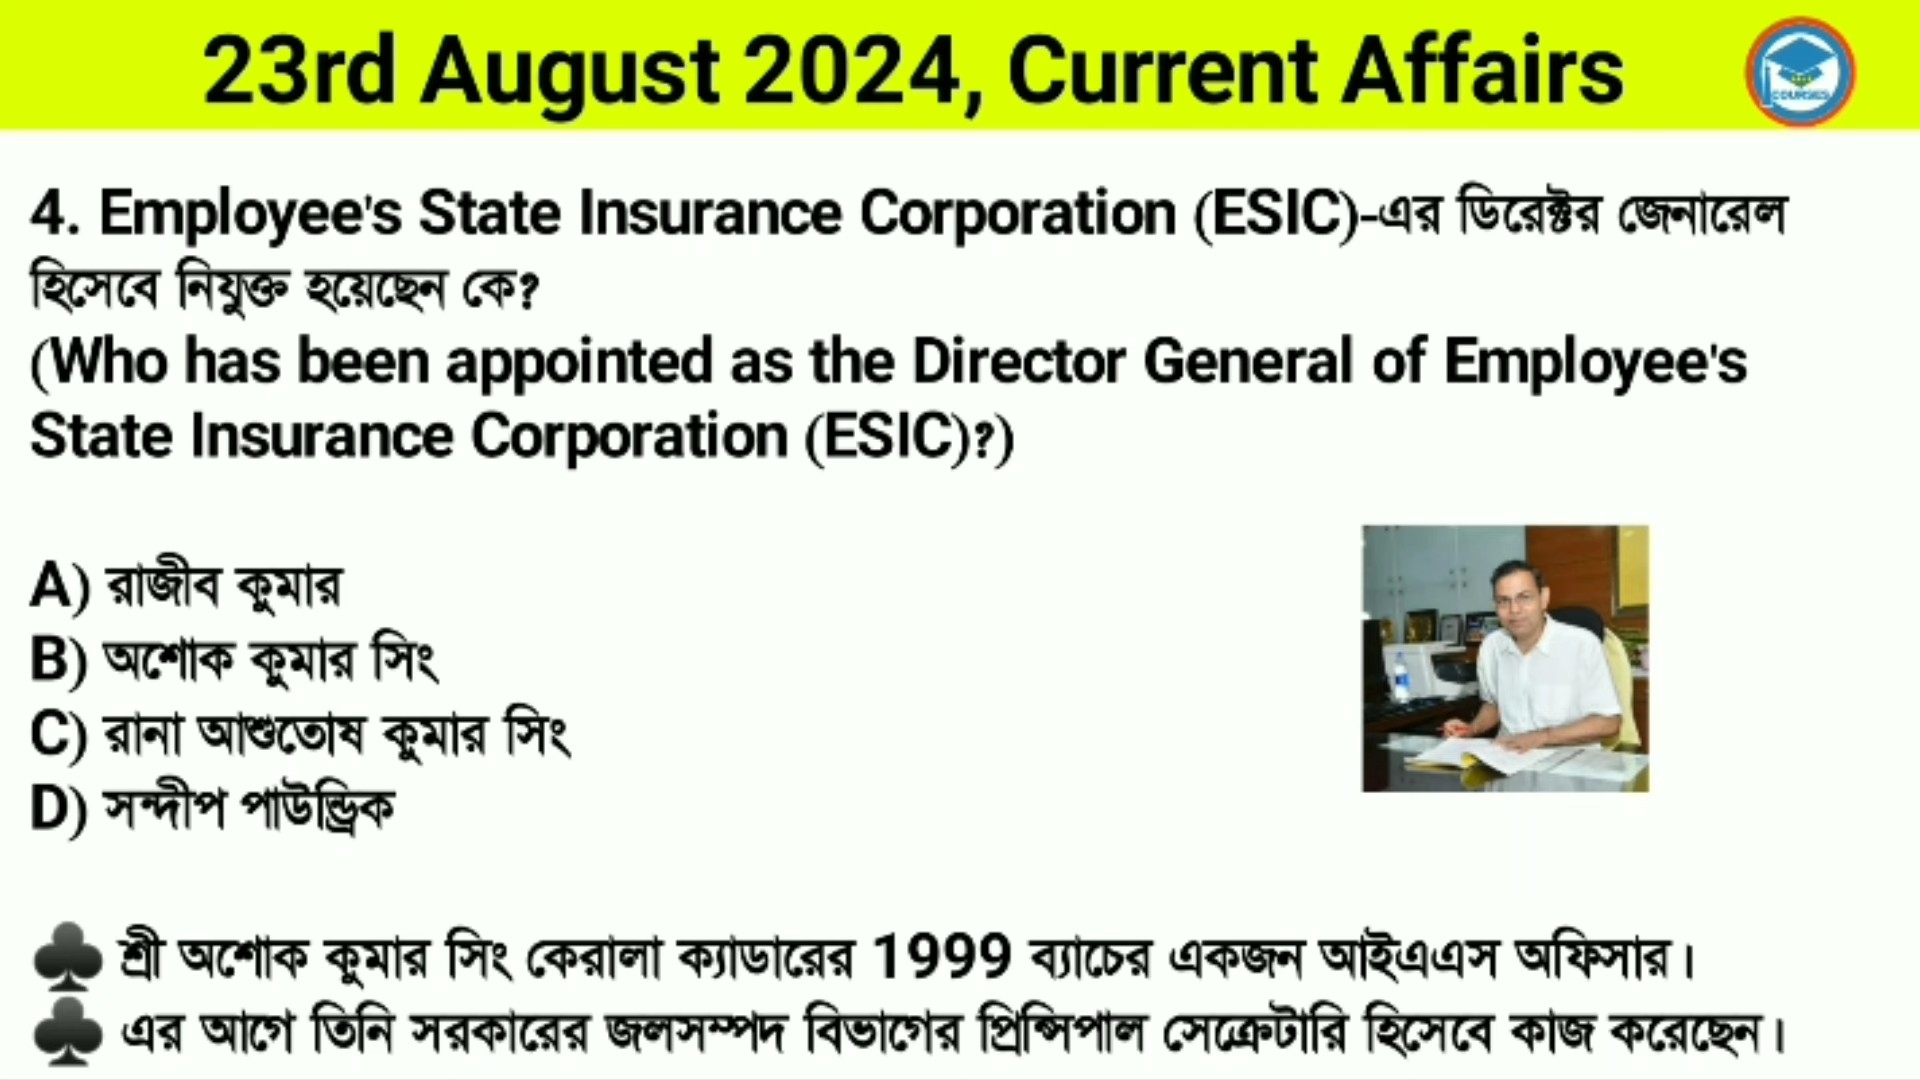 23rd August 2024, Current Affairs
COURSES
4. Employee's State Insurance Corporation (ESIC)-এর ডিরেক্টর জেনারেল
হিসেবে নিযুক্ত হয়েছেন কে?
(Who has been appointed as the Director General of Employee's
State Insurance Corporation (ESIC)?)
A) রাজীব কুমার
B) অশোক কুমার সিং
C) রানা আশুতোষ কুমার সিং
D) সন্দীপ পাউন্ড্রিক
♣ শ্রী অশোক কুমার সিং কেরালা ক্যাডারের 1999 ব্যাচের একজন আইএএস অফিসার।
♣ এর আগে তিনি সরকারের জলসম্পদ বিভাগের প্রিন্সিপাল সেক্রেটারি হিসেবে কাজ করেছেন।